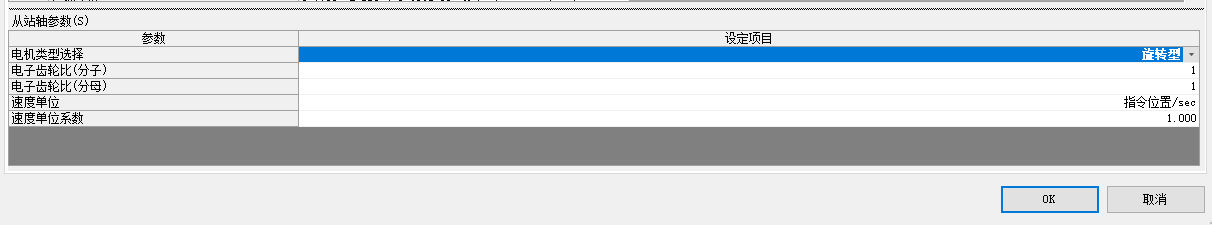 从站轴参数(S)
参数 设定项目
电机类型选择 旋转型
电子齿轮比(分子) 1
电子齿轮比(分母) 1
速度单位 指令位置/sec
速度单位系数 1.000
OK 取消